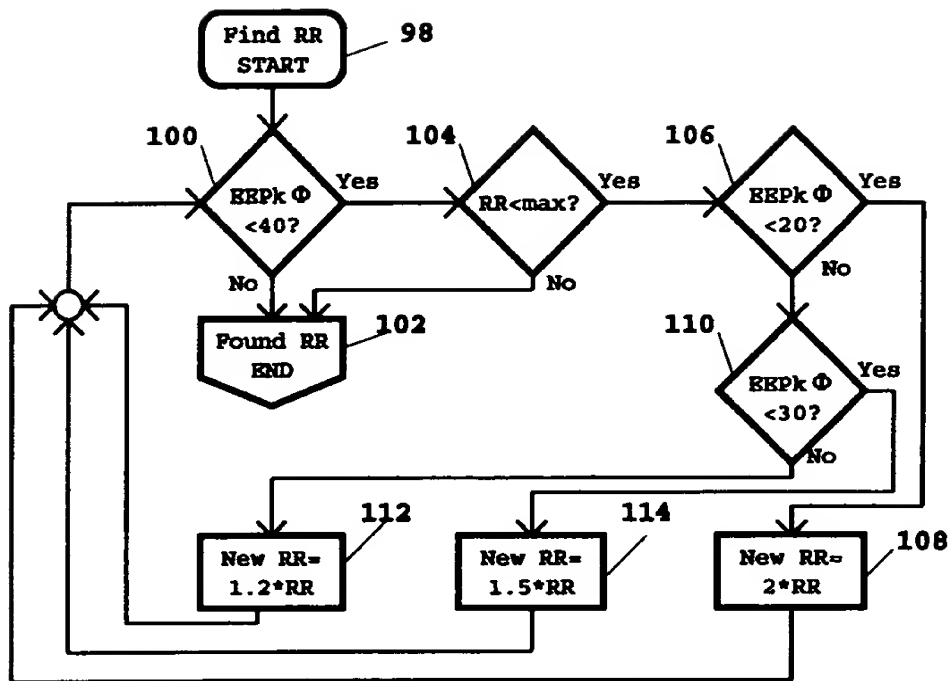 Find RR
START
98
100
EEPk Φ
<40?
Yes
No
104
RR<max?
Yes
No
106
EEPk Φ
<20?
Yes
No
Found RR
END
102
110
EEPk Φ
<30?
Yes
No
112
New RR=
1.2*RR
114
New RR=
1.5*RR
108
New RR=
2*RR